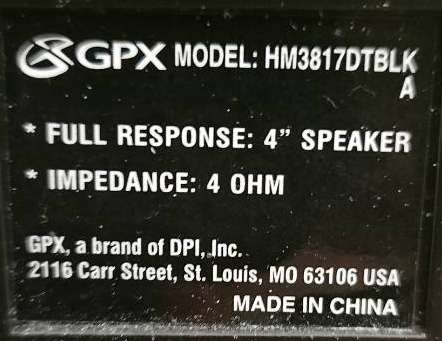 GPX MODEL: HM3817DTBLK
A
* FULL RESPONSE: 4” SPEAKER
* IMPEDANCE: 4 OHM
GPX, a brand of DPI, Inc.
2116 Carr Street, St. Louis, MO 63106 USA
MADE IN CHINA